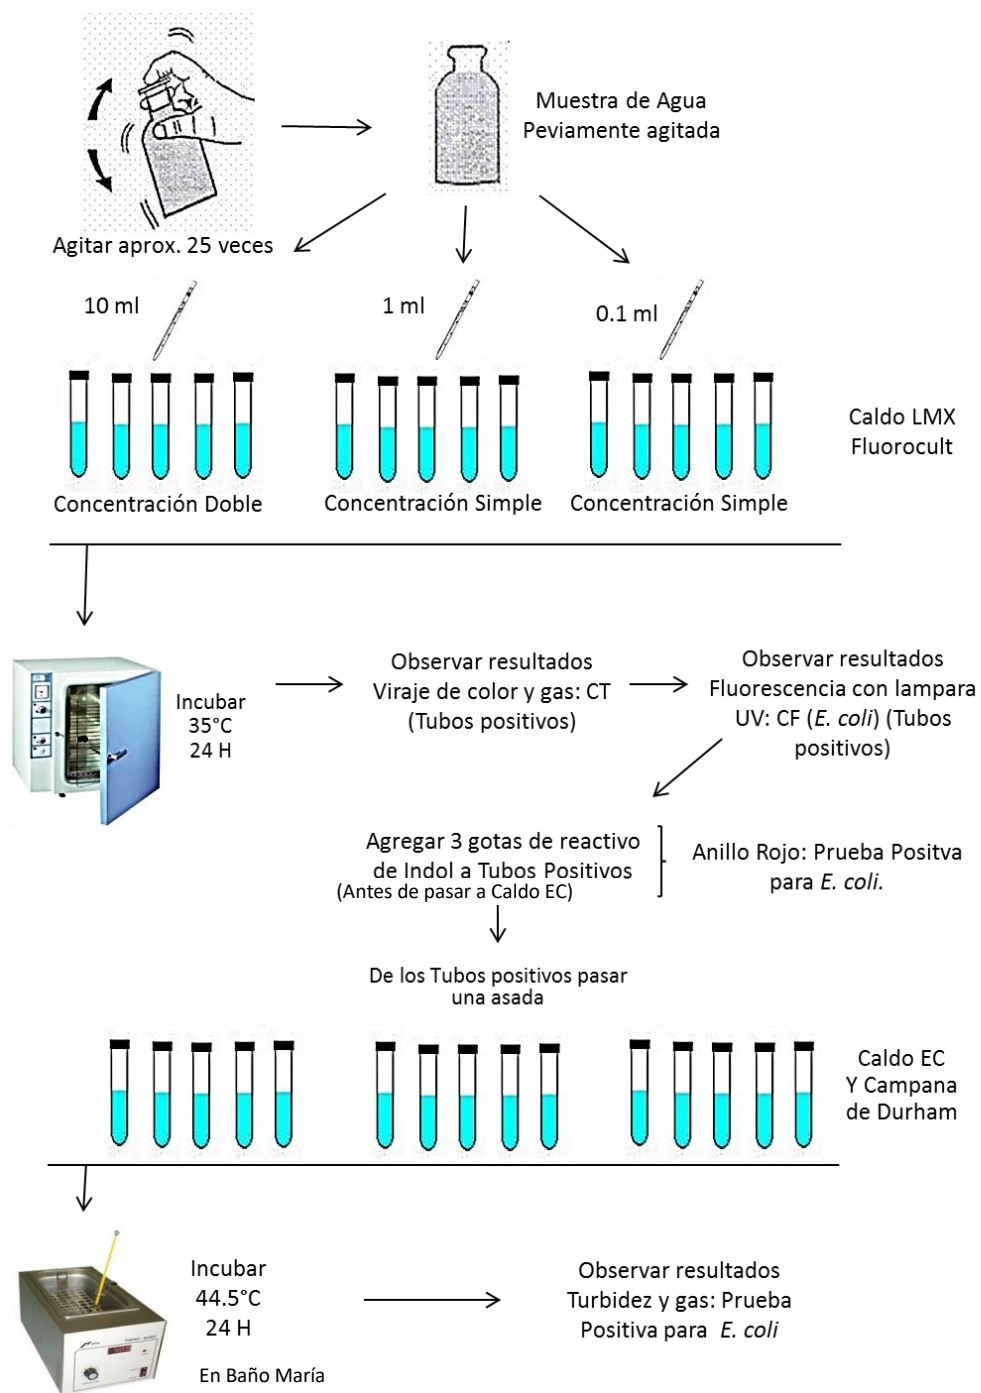 Muestra de Agua
Peviamente agitada
Agitar aprox. 25 veces
10 ml
1 ml
0.1 ml
Caldo LMX
Fluorocult
Concentración Doble
Concentración Simple
Concentración Simple
Incubar
35°C
24 H
Observar resultados
Viraje de color y gas: CT
(Tubos positivos)
Observar resultados
Fluorescencia con lampara
UV: CF (E. coli) (Tubos
positivos)
Agregar 3 gotas de reactivo
de Indol a Tubos Positivos
(Antes de pasar a Caldo EC)
Anillo Rojo: Prueba Positva
para E. coli.
De los Tubos positivos pasar
una asada
Caldo EC
Y Campana
de Durham
Incubar
44.5°C
24 H
En Baño María
Observar resultados
Turbidez y gas: Prueba
Positiva para E. coli